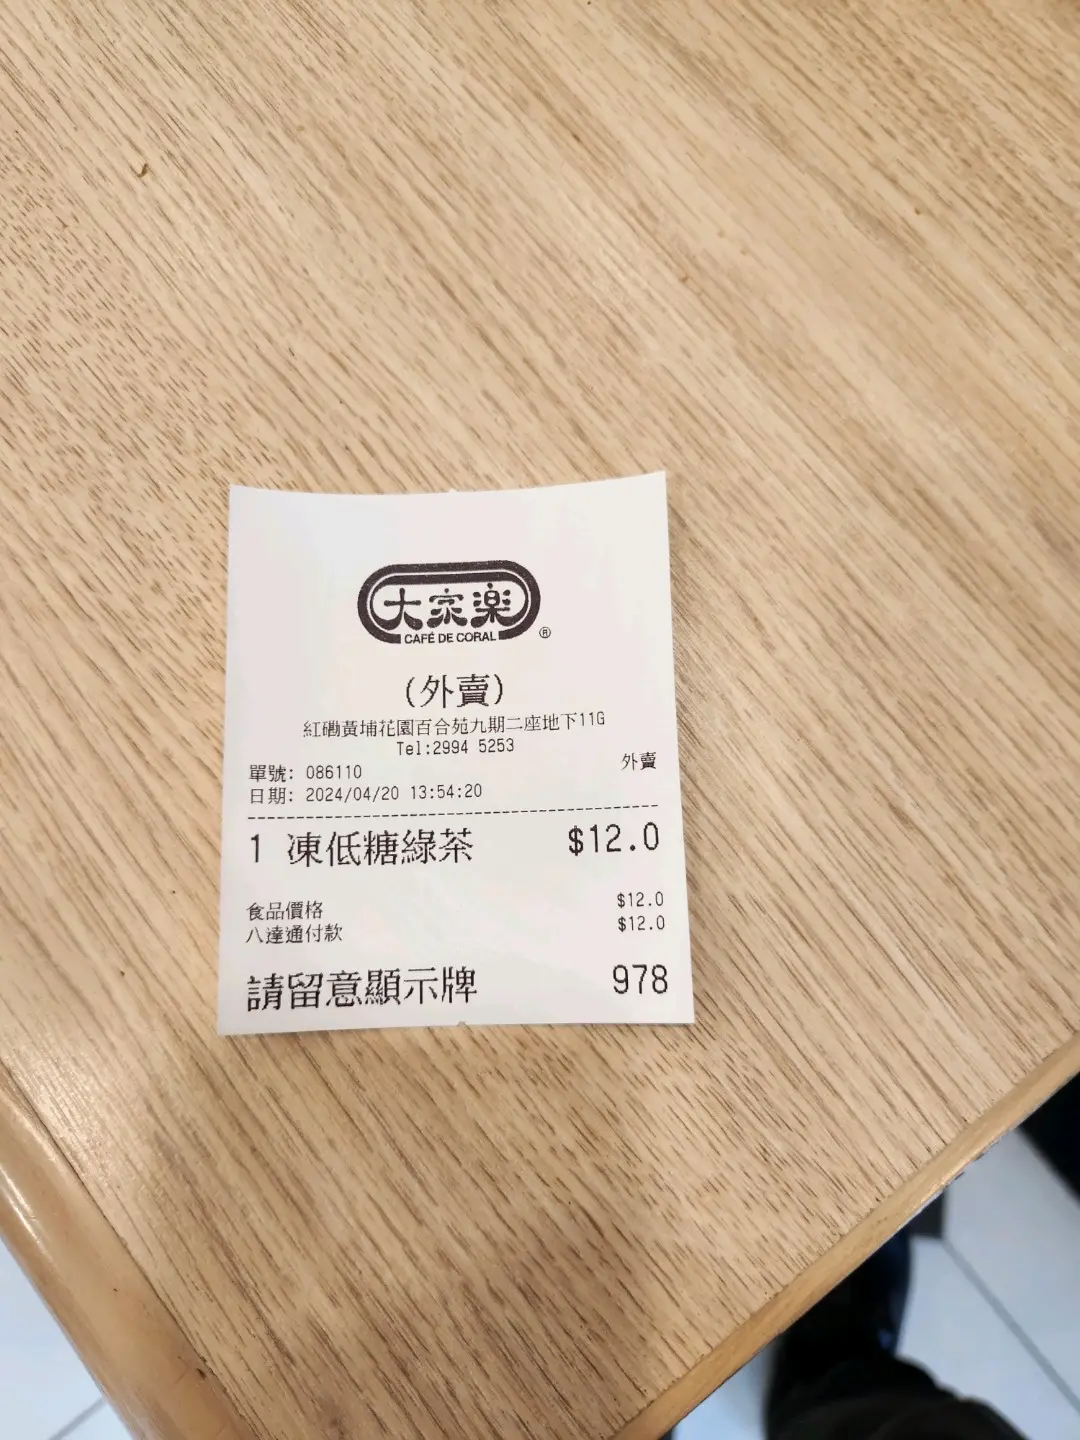 大家樂
CAFÉ DE CORAL ®
(外賣)
紅磡黃埔花園百合苑九期二座地下11G
Tel:2994 5253
外賣
單號: 086110
日期: 2024/04/20 13:54:20
1 凍低糖綠茶 $12.0
食品價格 $12.0
八達通付款 $12.0
請留意顯示牌 978